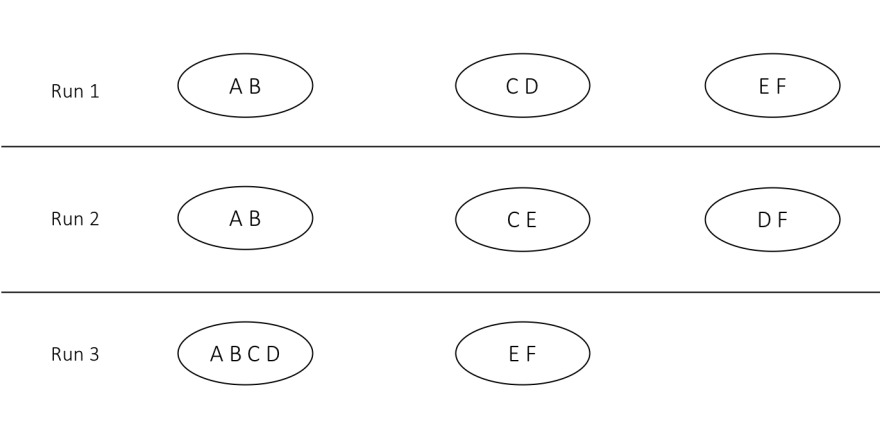 Run 1 A B C D E F
Run 2 A B C E D F
Run 3 A B C D E F